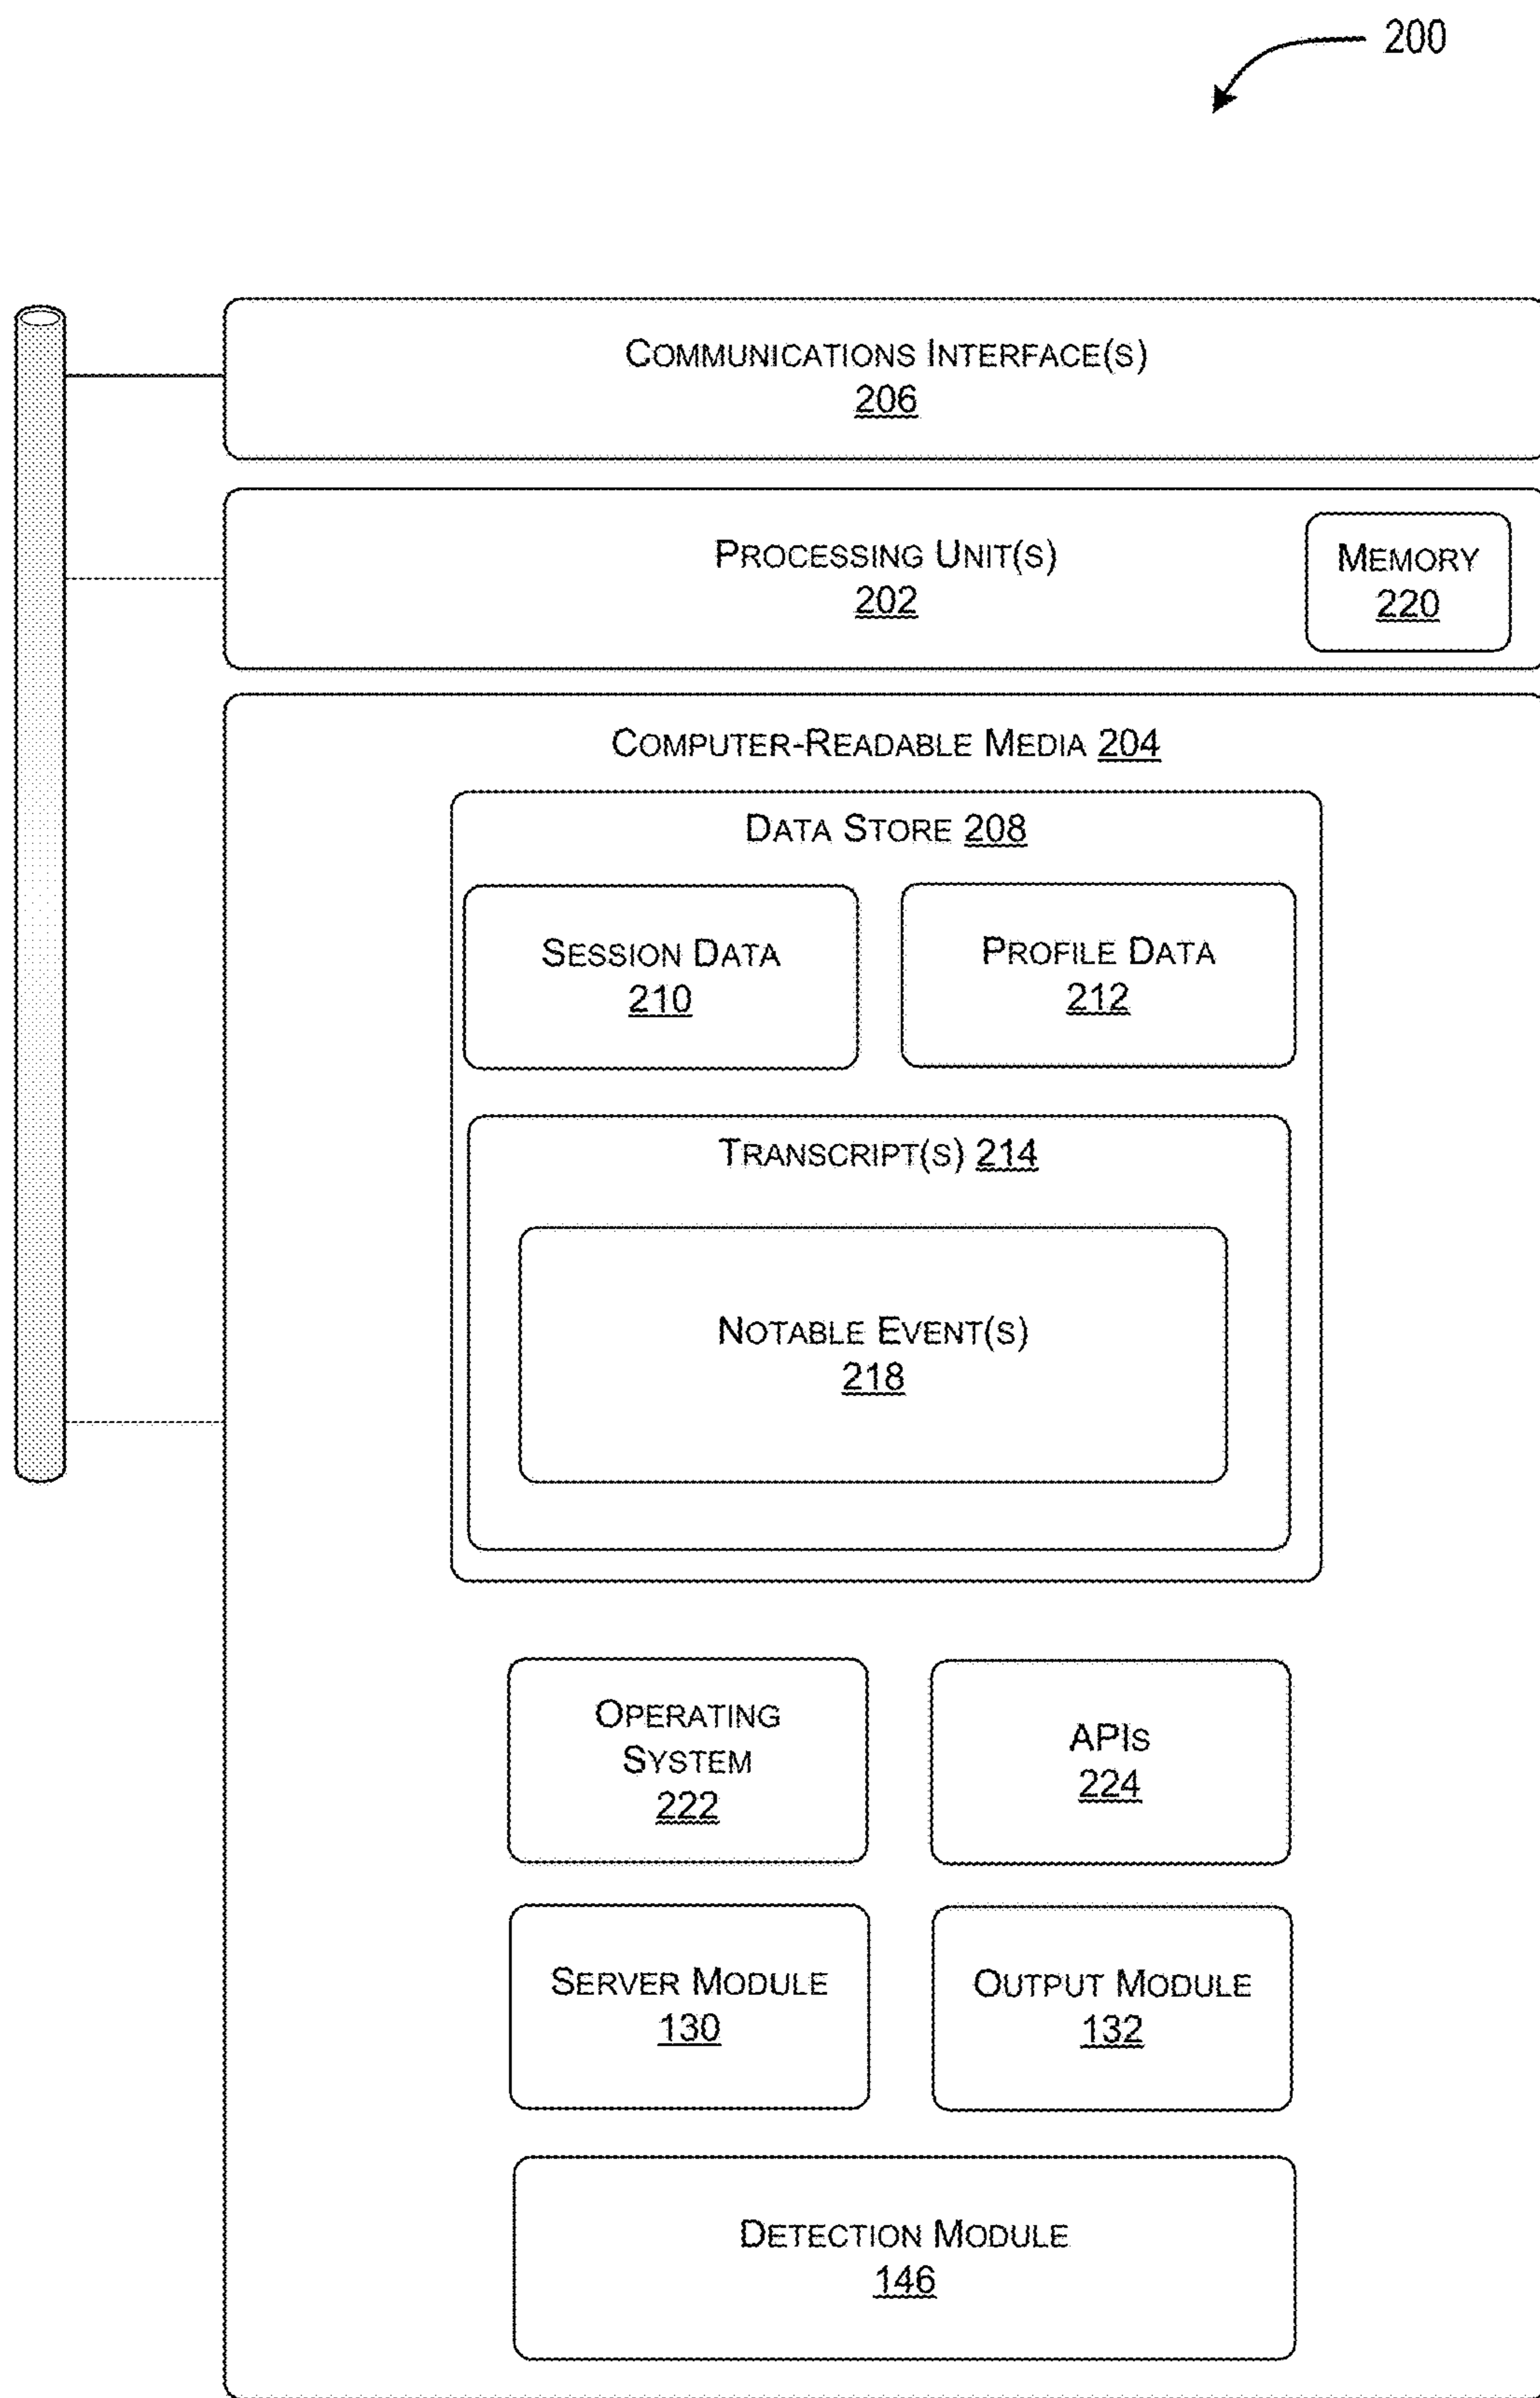 200
COMMUNICATIONS INTERFACE(S)
206
PROCESSING UNIT(S)
202
MEMORY
220
COMPUTER-READABLE MEDIA 204
DATA STORE 208
SESSION DATA
210
PROFILE DATA
212
TRANSCRIPT(S) 214
NOTABLE EVENT(S)
218
OPERATING
SYSTEM
222
APIS
224
SERVER MODULE
130
OUTPUT MODULE
132
DETECTION MODULE
146